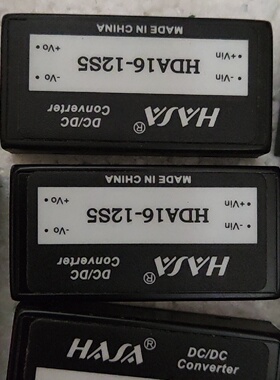 HASA® DC/DC Converter
-Vin -Vo
HDA16-12S5
+Vin +Vo
MADE IN CHINA
HASA® DC/DC Converter
-Vin -Vo
HDA16-12S5
+Vin +Vo
MADE IN CHINA
HASA® DC/DC Converter